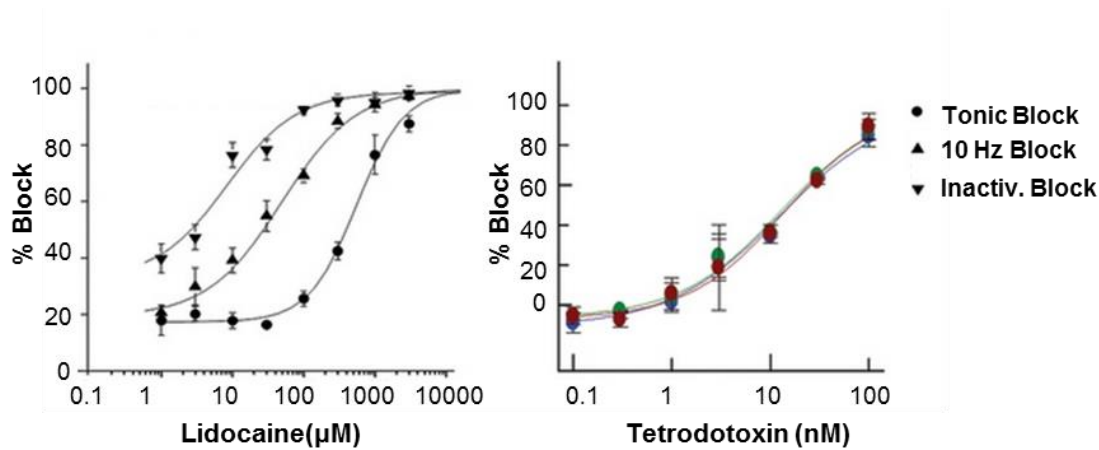 % Block
100
80
60
40
20
0
0.1 1 10 100 1000 10000
Lidocaine(µM)
% Block
100
80
60
40
20
0
0.1 1 10 100
Tetrodotoxin (nM)
Tonic Block
10 Hz Block
Inactiv. Block